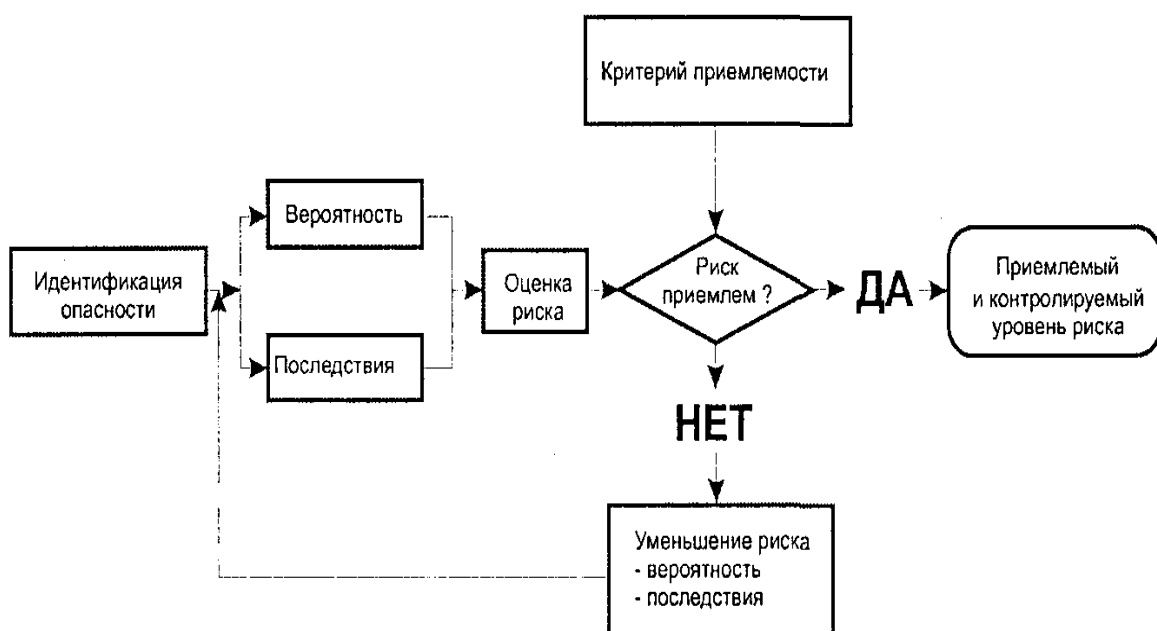 Критерий приемлемости
Вероятность
Идентификация
опасности
Последствия
Оценка
риска
Риск
приемлем ?
ДА
Приемлемый
и контролируемый
уровень риска
НЕТ
Уменьшение риска
- вероятность
- последствия